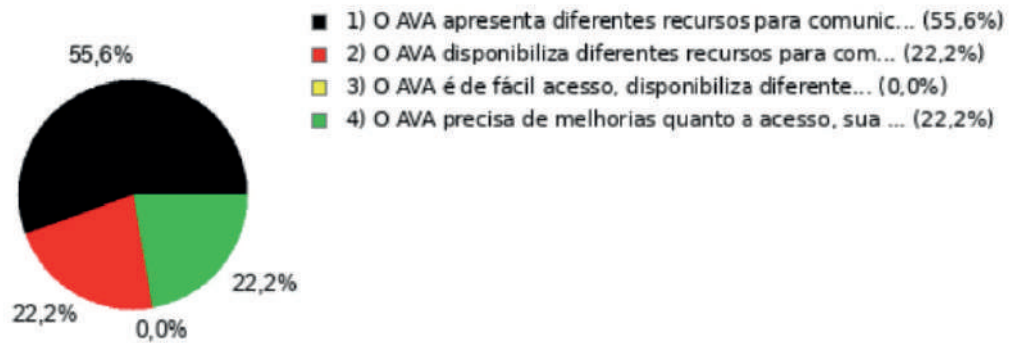 55,6%
1) O AVA apresenta diferentes recursos para comunic... (55,6%)
2) O AVA disponibiliza diferentes recursos para com... (22,2%)
3) O AVA é de fácil acesso, disponibiliza diferente... (0,0%)
4) O AVA precisa de melhorias quanto a acesso, sua ... (22,2%)
22,2%
22,2%
0,0%